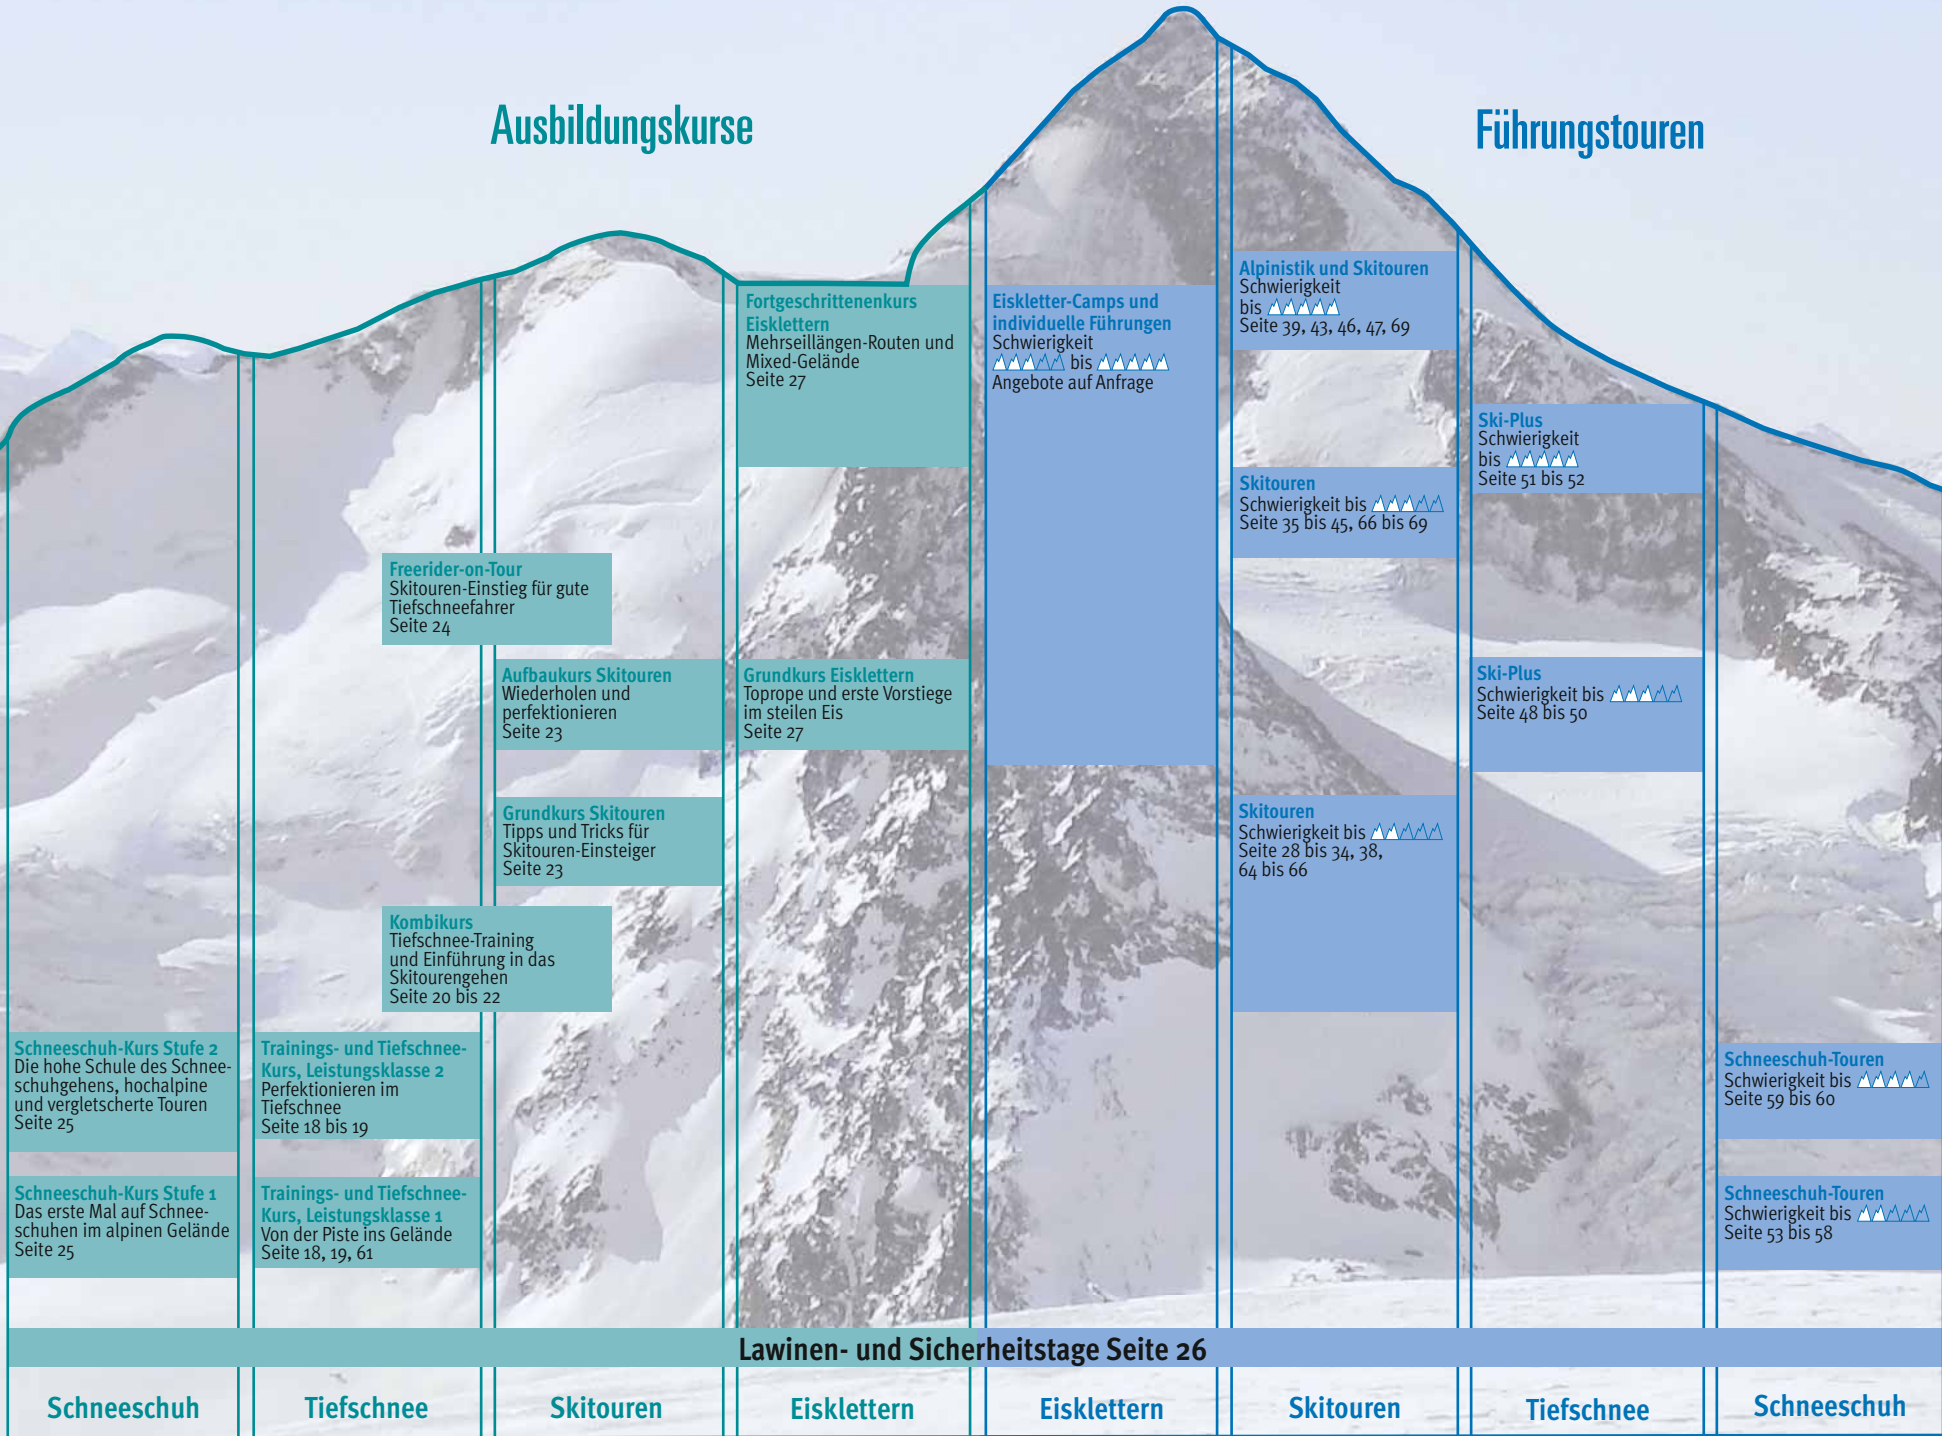 Ausbildungskurse
Führungstouren
Fortgeschrittenenkurs
Eisklettern
Mehrseillängen-Routen und
Mixed-Gelände
Seite 27
Eiskletter-Camps und
individuelle Führungen
Schwierigkeit
bis
Angebote auf Anfrage
Alpinistik und Skitouren
Schwierigkeit
bis
Seite 39, 43, 46, 47, 69
Ski-Plus
Schwierigkeit
bis
Seite 51 bis 52
Skitouren
Schwierigkeit bis
Seite 35 bis 45, 66 bis 69
Freerider-on-Tour
Skitouren-Einstieg für gute
Tiefschneefahrer
Seite 24
Aufbaukurs Skitouren
Wiederholen und
perfektionieren
Seite 23
Grundkurs Eisklettern
Toprope und erste Vorstiege
im steilen Eis
Seite 27
Ski-Plus
Schwierigkeit bis
Seite 48 bis 50
Grundkurs Skitouren
Tipps und Tricks für
Skitouren-Einsteiger
Seite 23
Skitouren
Schwierigkeit bis
Seite 28 bis 34, 38,
64 bis 66
Kombikurs
Tiefschnee-Training
und Einführung in das
Skitourengehen
Seite 20 bis 22
Schneeschuh-Kurs Stufe 2
Die hohe Schule des Schnee-
schuhgehens, hochalpine
und vergletscherte Touren
Seite 25
Trainings- und Tiefschnee-
Kurs, Leistungsklasse 2
Perfektionieren im
Tiefschnee
Seite 18 bis 19
Schneeschuh-Touren
Schwierigkeit bis
Seite 59 bis 60
Schneeschuh-Kurs Stufe 1
Das erste Mal auf Schnee-
schuhen im alpinen Gelände
Seite 25
Trainings- und Tiefschnee-
Kurs, Leistungsklasse 1
Von der Piste ins Gelände
Seite 18, 19, 61
Schneeschuh-Touren
Schwierigkeit bis
Seite 53 bis 58
Lawinen- und Sicherheitstage Seite 26
Schneeschuh
Tiefschnee
Skitouren
Eisklettern
Eisklettern
Skitouren
Tiefschnee
Schneeschuh